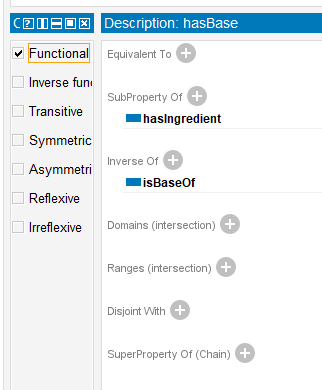 C
Description: hasBase
Functional
Inverse func
Transitive
Symmetric
Asymmetri
Reflexive
Irreflexive
Equivalent To
SubProperty Of
hasIngredient
Inverse Of
isBaseOf
Domains (intersection)
Ranges (intersection)
Disjoint With
SuperProperty Of (Chain)